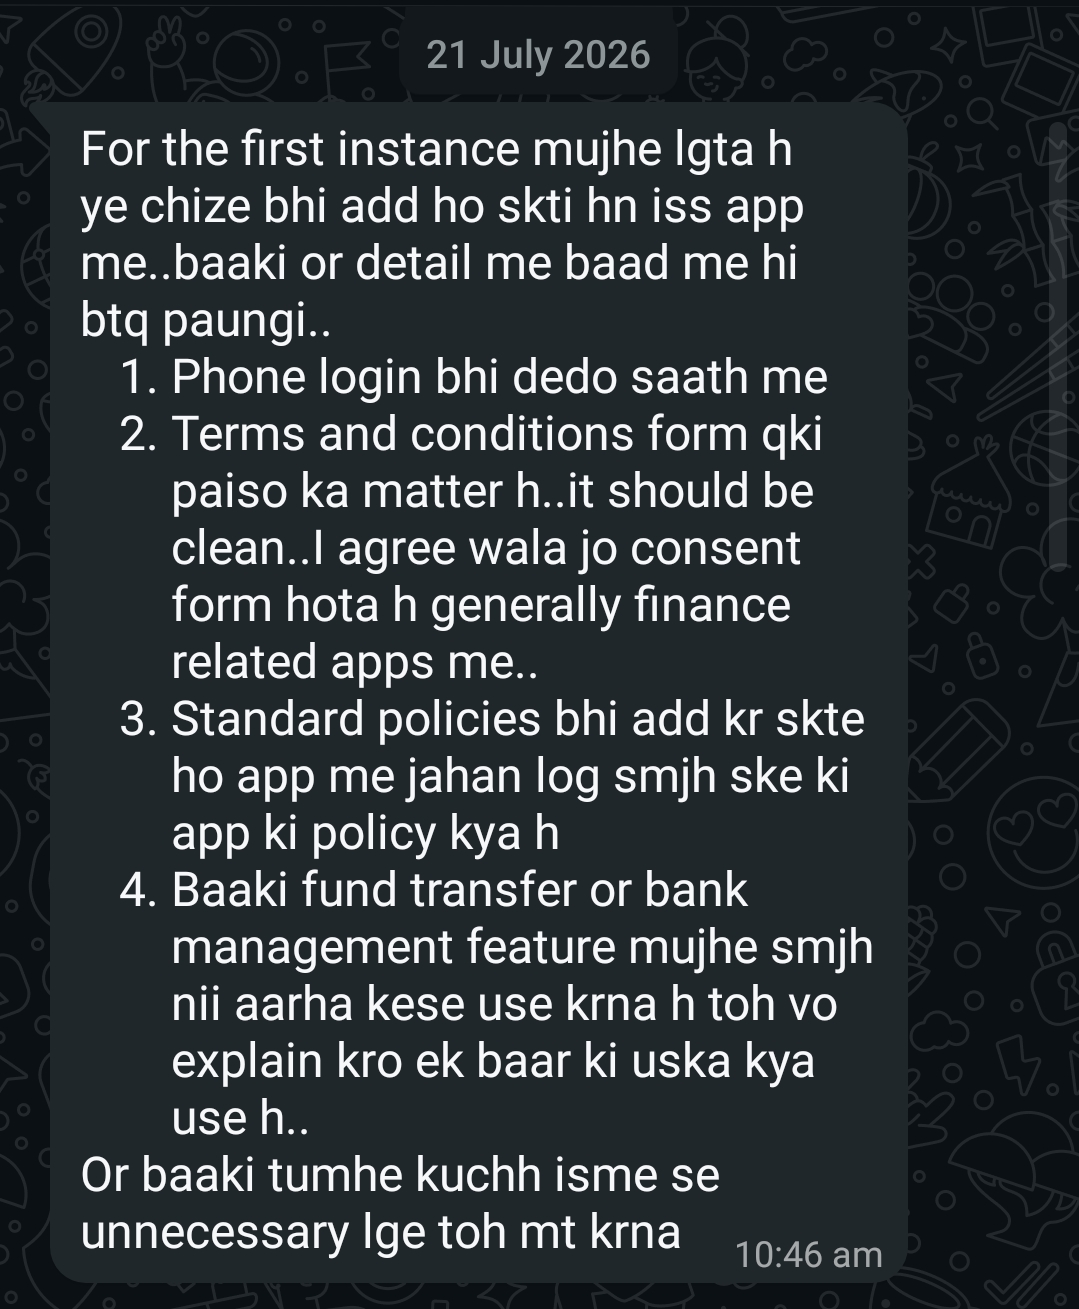 21 July 2026
For the first instance mujhe lgta h
ye chize bhi add ho skti hn iss app
me..baaki or detail me baad me hi
btq paungi..
1. Phone login bhi dedo saath me
2. Terms and conditions form qki
paiso ka matter h..it should be
clean..I agree wala jo consent
form hota h generally finance
related apps me..
3. Standard policies bhi add kr skte
ho app me jahan log smjh ske ki
app ki policy kya h
4. Baaki fund transfer or bank
management feature mujhe smjh
nii aarha kese use krna h toh vo
explain kro ek baar ki uska kya
use h..
Or baaki tumhe kuchh isme se
unnecessary lge toh mt krna
10:46 am